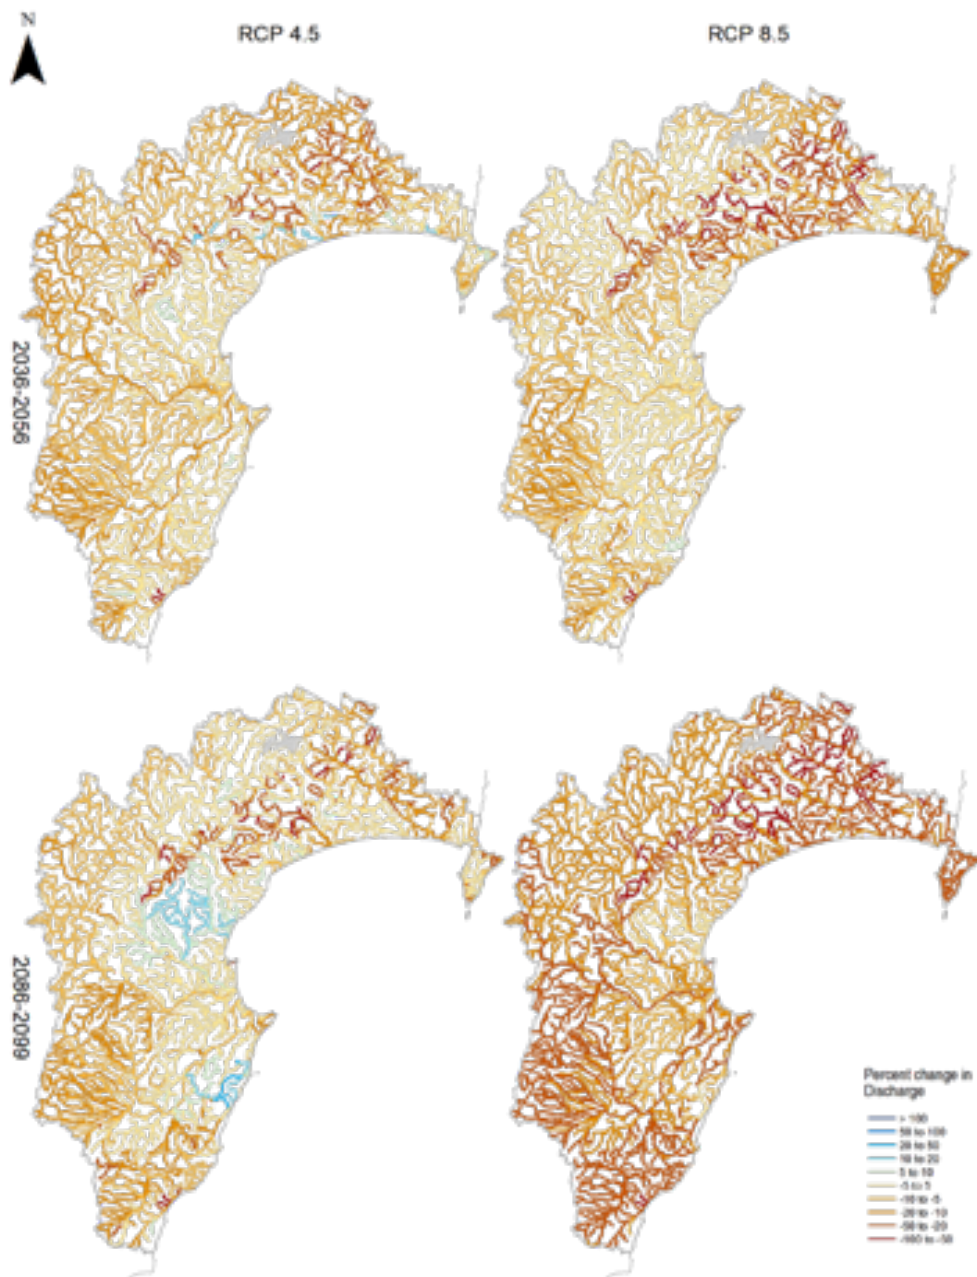 N
RCP 4.5
RCP 8.5
2036-2056
2086-2099
Percent change in
Discharge
> 100
50 to 100
20 to 50
10 to 20
5 to 10
-5 to 5
-10 to -5
-20 to -10
-50 to -20
-100 to -50